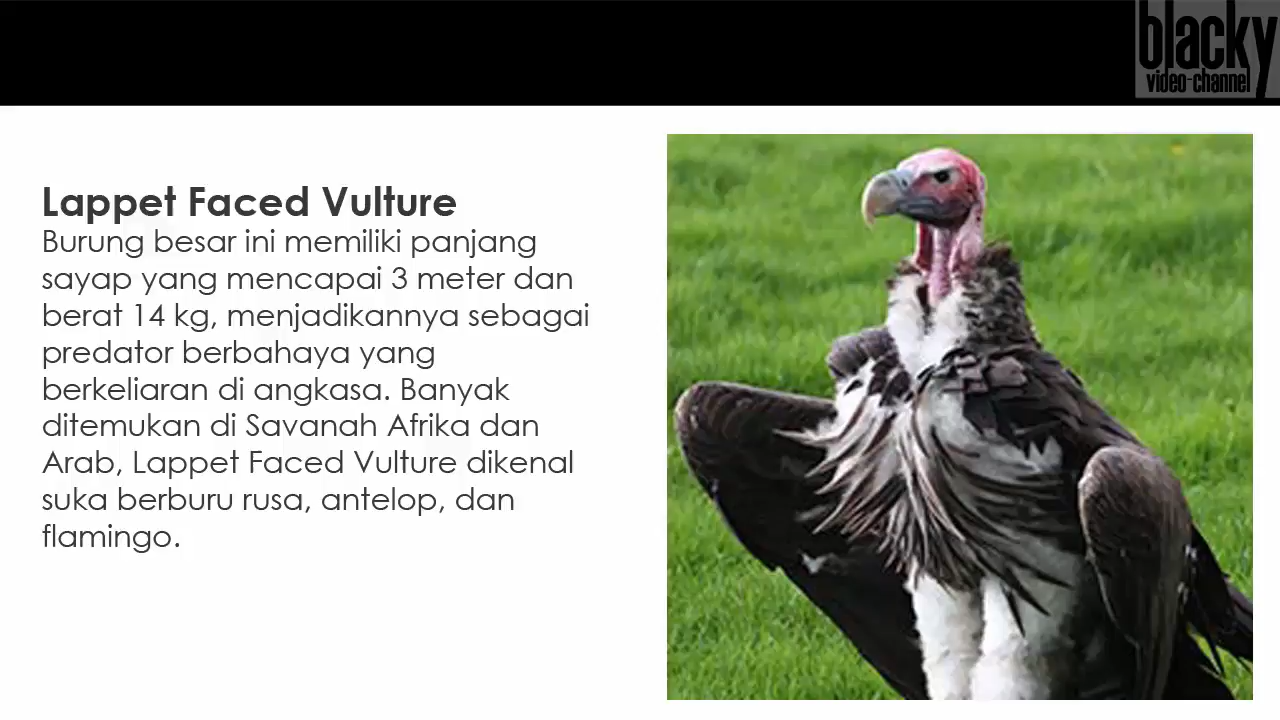 blacky
video-channel
Lappet Faced Vulture
Burung besar ini memiliki panjang
sayap yang mencapai 3 meter dan
berat 14 kg, menjadikannya sebagai
predator berbahaya yang
berkeliaran di angkasa. Banyak
ditemukan di Savanah Afrika dan
Arab, Lappet Faced Vulture dikenal
suka berburu rusa, antelop, dan
flamingo.